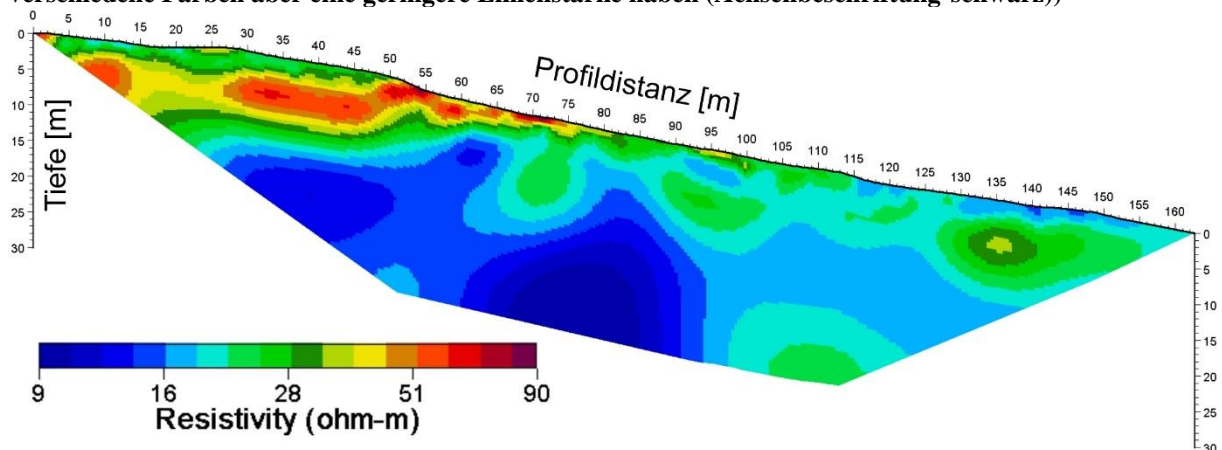 verschiedene Farben aber eine geringere Linienstärke haben (Achsenbeschriftung schwarz))
0 5 10 15 20 25 30 35 40 45 50 55 60 65 70 75 80 85 90 95 100 105 110 115 120 125 130 135 140 145 150 155 160
Profildistanz [m]
Tiefe [m]
0
5
10
15
20
25
30
0
5
10
15
20
25
30
9 16 28 51 90
Resistivity (ohm-m)